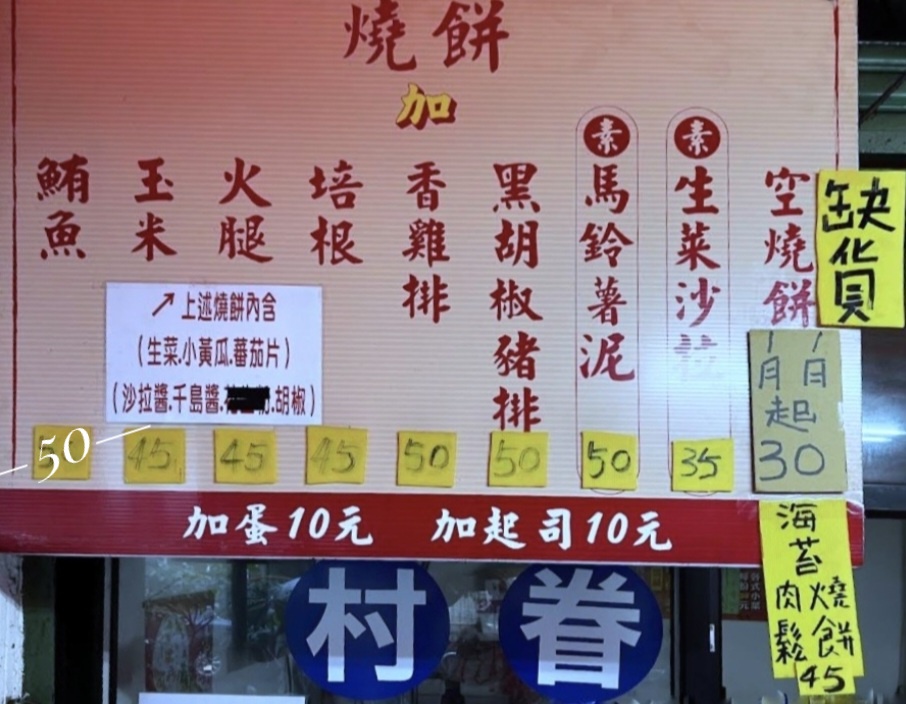 燒餅
加
鮪魚
50
玉米
45
火腿
45
培根
45
香雞排
50
黑胡椒豬排
50
素
馬鈴薯泥
50
素
生菜沙拉
35
空燒餅
1月1日起
30
缺貨
↗上述燒餅內含
(生菜.小黃瓜.蕃茄片)
(沙拉醬.千島醬.胡椒)
加蛋10元 加起司10元
海苔肉鬆燒餅
45
眷村